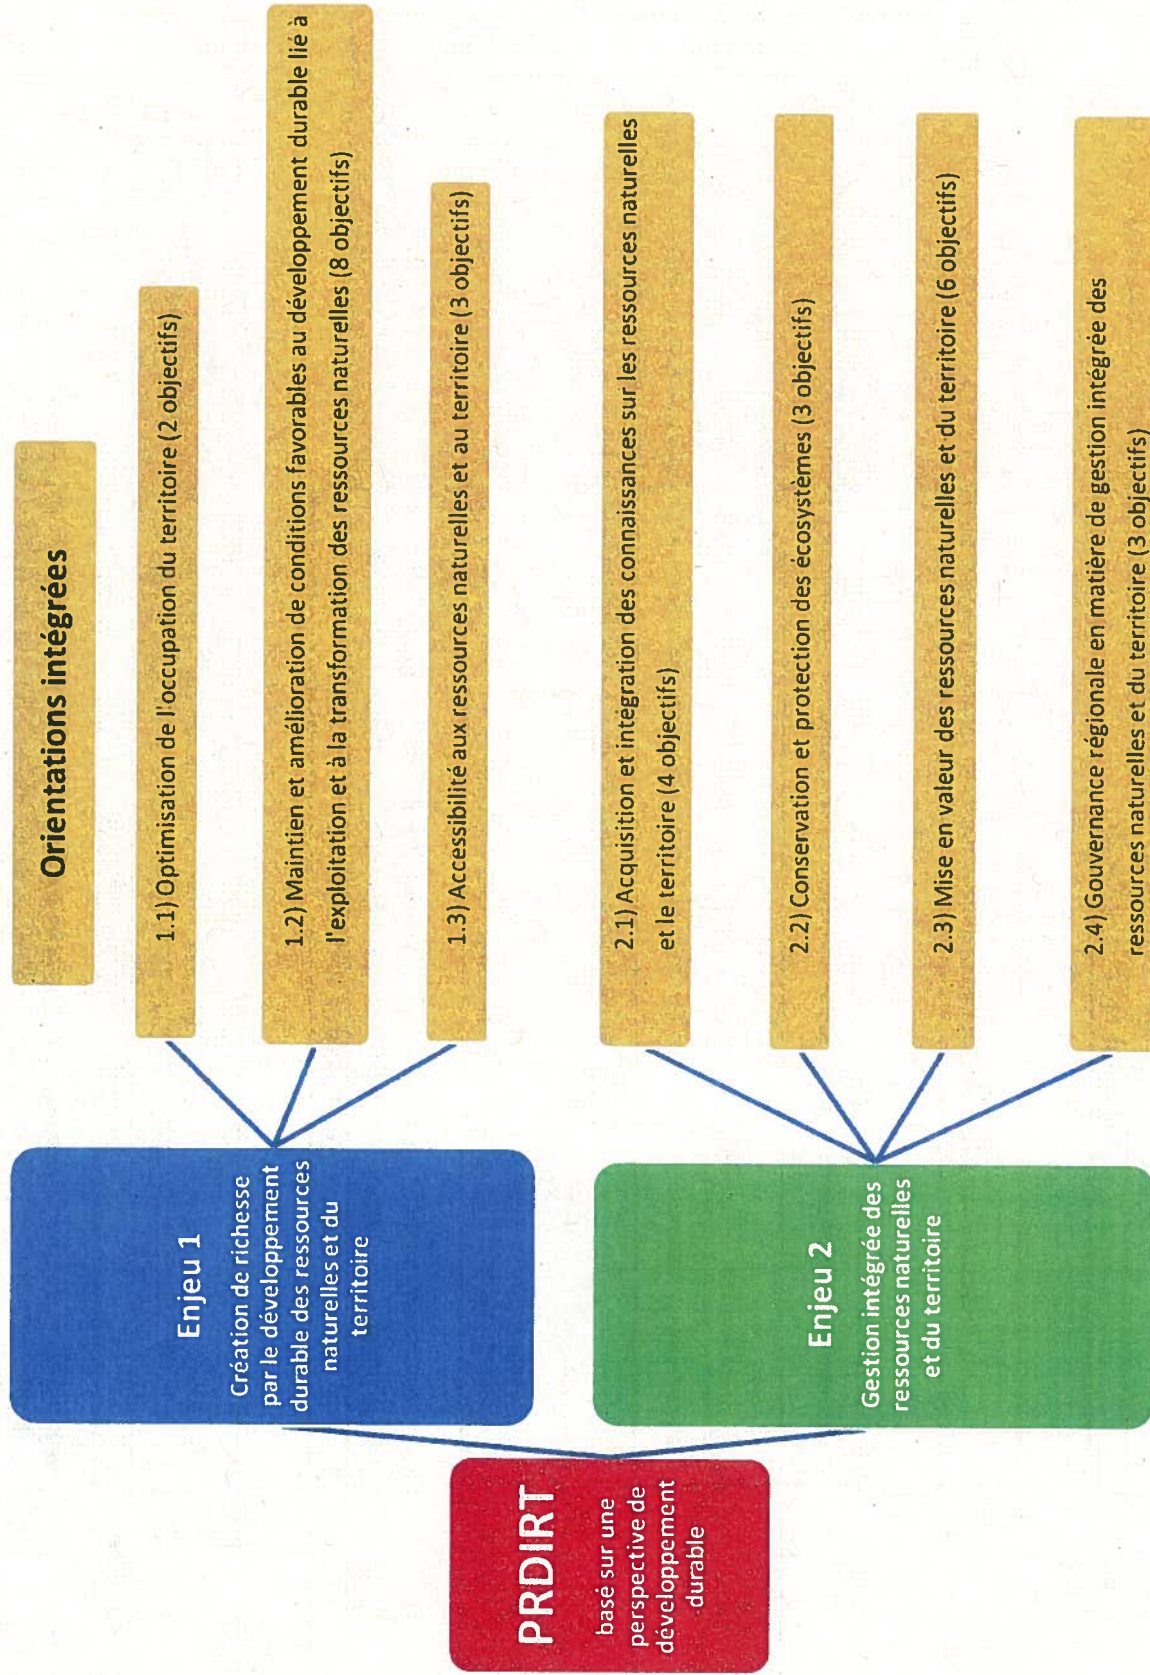 PRDIRT
basé sur une
perspective de
développement
durable
Enjeu 1
Création de richesse
par le développement
durable des ressources
naturelles et du
territoire
Enjeu 2
Gestion intégrée des
ressources naturelles
et du territoire
Orientations intégrées
1.1) Optimisation de l'occupation du territoire (2 objectifs)
1.2) Maintien et amélioration de conditions favorables au développement durable lié à
l'exploitation et à la transformation des ressources naturelles (8 objectifs)
1.3) Accessibilité aux ressources naturelles et au territoire (3 objectifs)
2.1) Acquisition et intégration des connaissances sur les ressources naturelles
et le territoire (4 objectifs)
2.2) Conservation et protection des écosystèmes (3 objectifs)
2.3) Mise en valeur des ressources naturelles et du territoire (6 objectifs)
2.4) Gouvernance régionale en matière de gestion intégrée des
ressources naturelles et du territoire (3 objectifs)